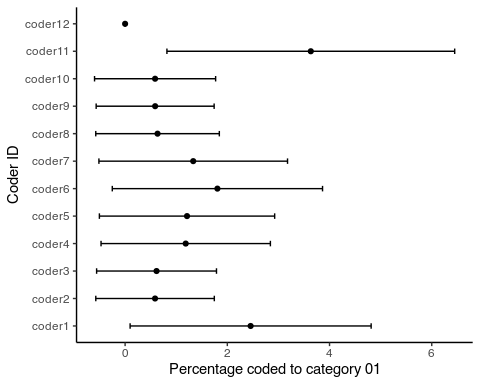 coder12
coder11
coder10
coder9
coder8
coder7
coder6
coder5
coder4
coder3
coder2
coder1
Coder ID
0 2 4 6
Percentage coded to category 01